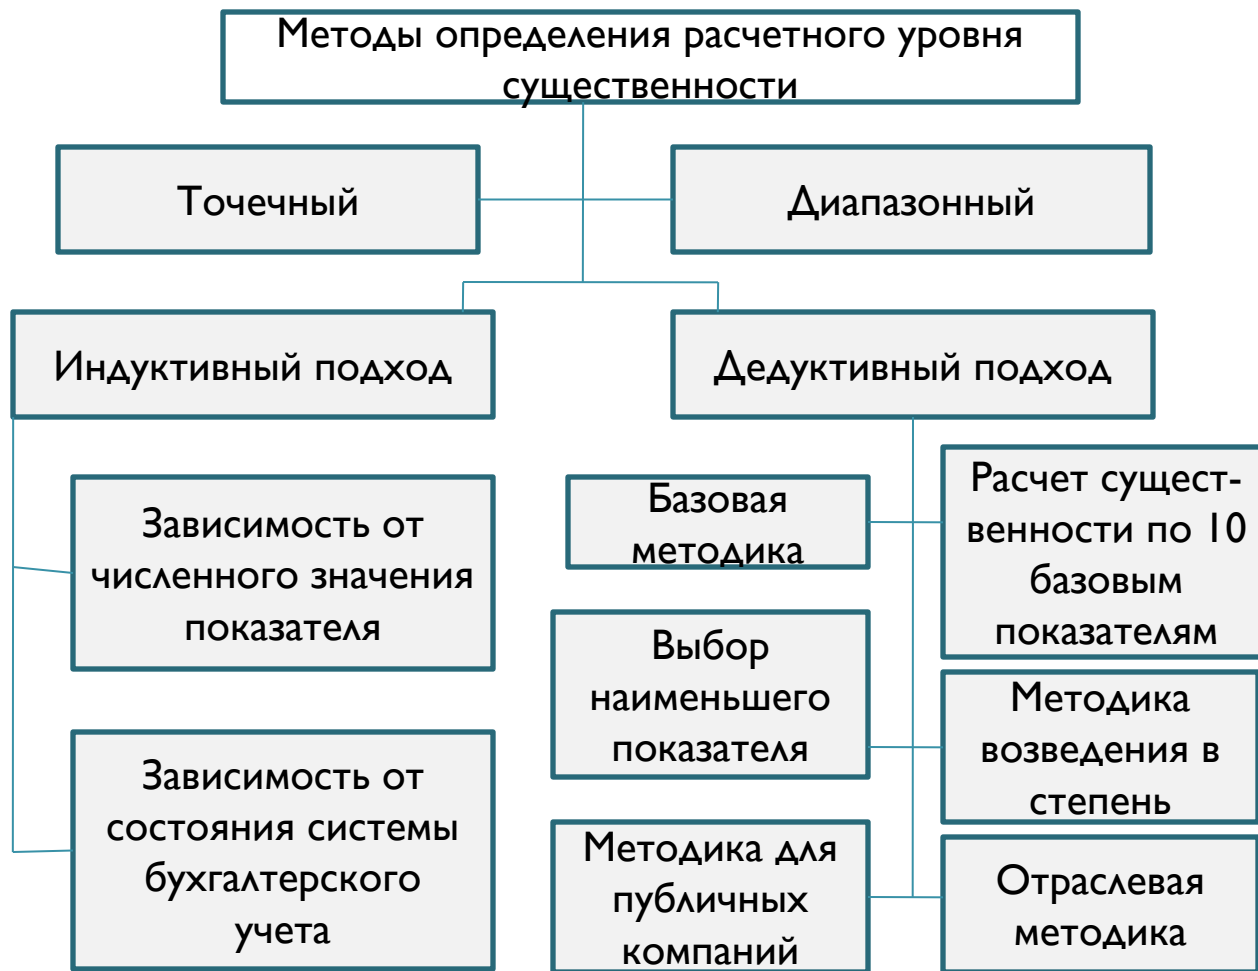 Методы определения расчетного уровня
существенности
Точечный
Диапазонный
Индуктивный подход
Дедуктивный подход
Зависимость от
численного значения
показателя
Зависимость от
состояния системы
бухгалтерского
учета
Базовая
методика
Расчет сущест-
венности по 10
базовым
показателям
Выбор
наименьшего
показателя
Методика
возведения в
степень
Методика для
публичных
компаний
Отраслевая
методика